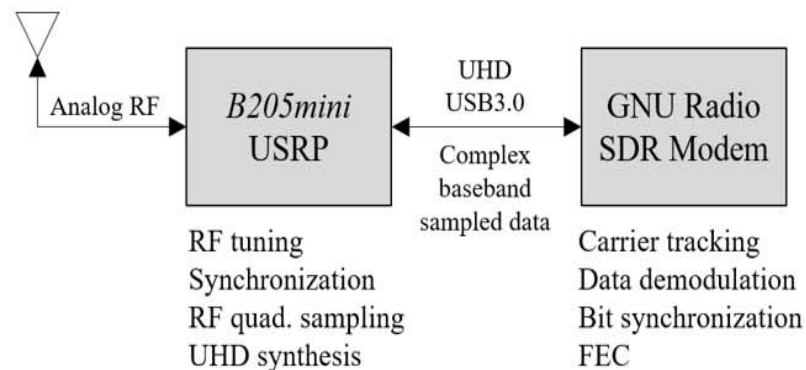 Analog RF
B205mini
USRP
UHD
USB3.0
Complex
baseband
sampled data
GNU Radio
SDR Modem
RF tuning
Synchronization
RF quad. sampling
UHD synthesis
Carrier tracking
Data demodulation
Bit synchronization
FEC